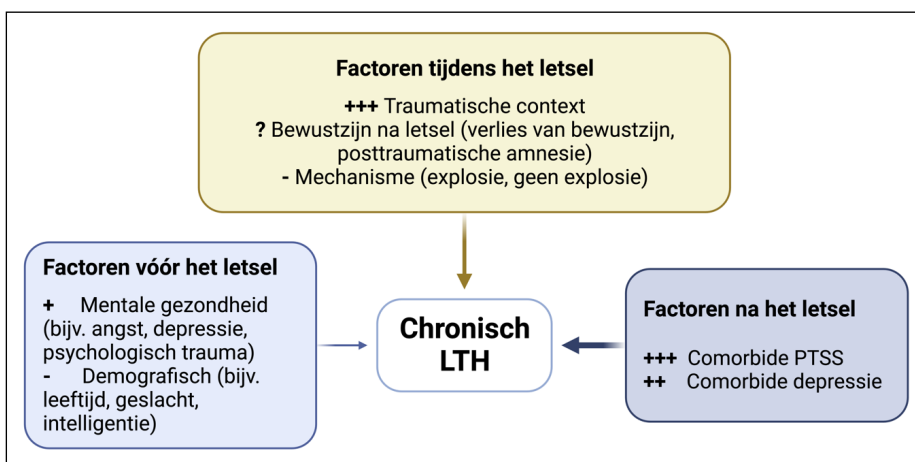 Factoren tijdens het letsel
+++ Traumatische context
? Bewustzijn na letsel (verlies van bewustzijn,
posttraumatische amnesie)
- Mechanisme (explosie, geen explosie)
Factoren vóór het letsel
+ Mentale gezondheid
(bijv. angst, depressie,
psychologisch trauma)
- Demografisch (bijv.
leeftijd, geslacht,
intelligentie)
Chronisch
LTH
Factoren na het letsel
+++ Comorbide PTSS
++ Comorbide depressie